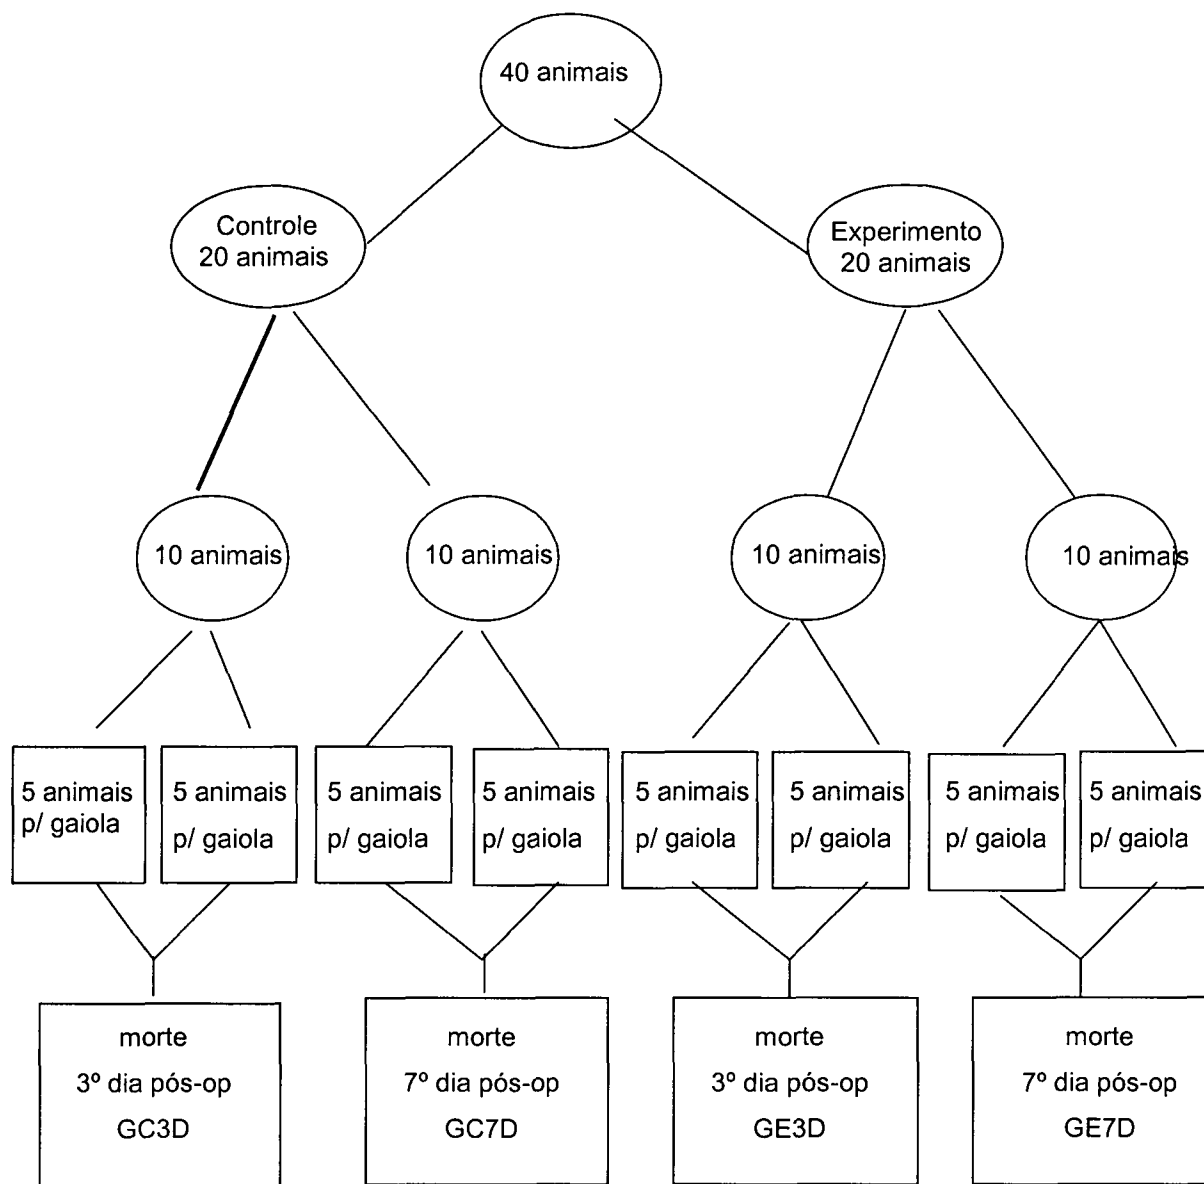 40 animais
Controle
20 animais
Experimento
20 animais
10 animais
10 animais
10 animais
10 animais
5 animais
p/ gaiola
5 animais
p/ gaiola
5 animais
p/ gaiola
5 animais
p/ gaiola
5 animais
p/ gaiola
5 animais
p/ gaiola
5 animais
p/ gaiola
5 animais
p/ gaiola
morte
3º dia pós-op
GC3D
morte
7º dia pós-op
GC7D
morte
3º dia pós-op
GE3D
morte
7º dia pós-op
GE7D